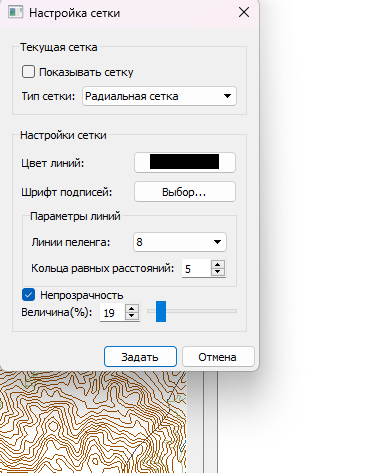 Настройка сетки
Текущая сетка
Показывать сетку
Тип сетки: Радиальная сетка
Настройки сетки
Цвет линий:
Шрифт подписей: Выбор...
Параметры линий
Линии пеленга: 8
Кольца равных расстояний: 5
Непрозрачность
Величина(%): 19
Задать Отмена